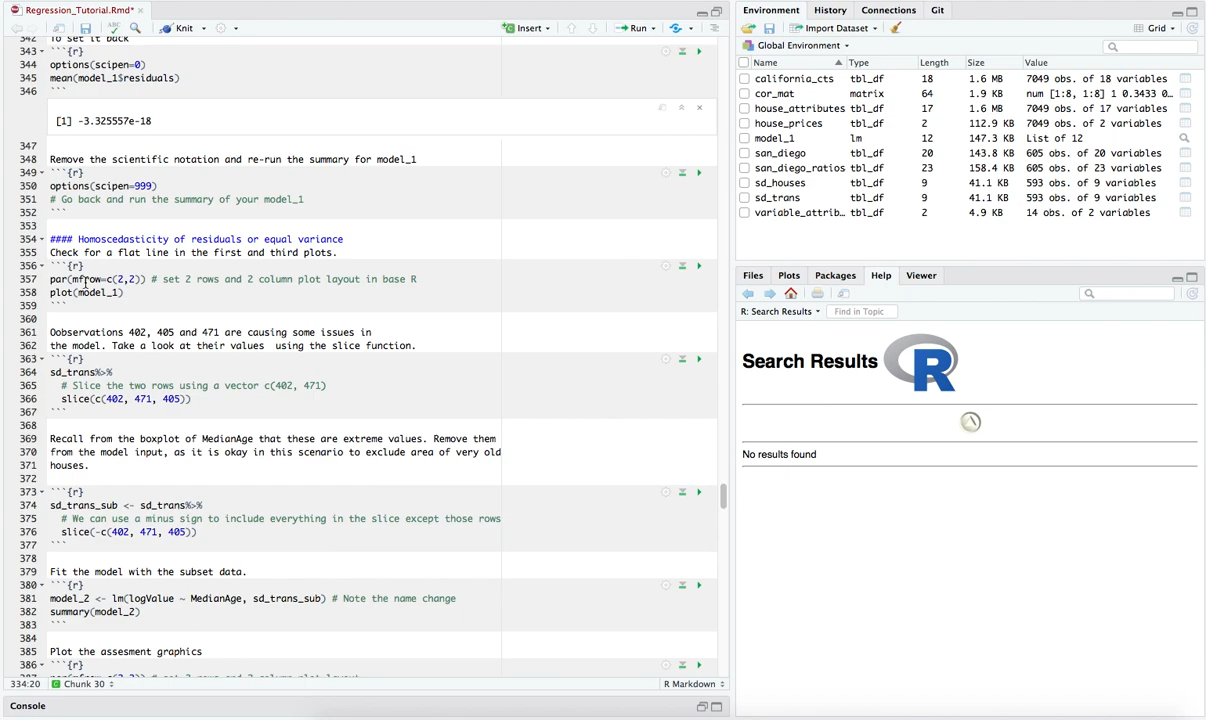 Regression_Tutorial.Rmd*
Knit
Insert
Run
342 To set it back
343 ```{r}
344 options(scipen=0)
345 mean(model_1$residuals)
346 ```
[1] -3.325557e-18
347
348 Remove the scientific notation and re-run the summary for model_1
349 ```{r}
350 options(scipen=999)
351 # Go back and run the summary of your model_1
352 ```
353
354 #### Homoscedasticity of residuals or equal variance
355 Check for a flat line in the first and third plots.
356 ```{r}
357 par(mfrow=c(2,2)) # set 2 rows and 2 column plot layout in base R
358 plot(model_1)
359 ```
360
361 Oobservations 402, 405 and 471 are causing some issues in
362 the model. Take a look at their values  using the slice function.
363 ```{r}
364 sd_trans%>%
365 # Slice the two rows using a vector c(402, 471)
366 slice(c(402, 471, 405))
367 ```
368
369 Recall from the boxplot of MedianAge that these are extreme values. Remove them
370 from the model input, as it is okay in this scenario to exclude area of very old
371 houses.
372
373 ```{r}
374 sd_trans_sub <- sd_trans%>%
375 # We can use a minus sign to include everything in the slice except those rows
376 slice(-c(402, 471, 405))
377 ```
378
379 Fit the model with the subset data.
380 ```{r}
381 model_2 <- lm(logValue ~ MedianAge, sd_trans_sub) # Note the name change
382 summary(model_2)
383 ```
384
385 Plot the assesment graphics
386 ```{r}
334:20 Chunk 30 R Markdown
Console
Environment History Connections Git
Import Dataset Grid
Global Environment
Name Type Length Size Value
california_cts tbl_df 18 1.6 MB 7049 obs. of 18 variables
cor_mat matrix 64 1.9 KB num [1:8, 1:8] 1 0.3433 0…
house_attributes tbl_df 17 1.6 MB 7049 obs. of 17 variables
house_prices tbl_df 2 112.9 KB 7049 obs. of 2 variables
model_1 lm 12 147.3 KB List of 12
san_diego tbl_df 20 143.8 KB 605 obs. of 20 variables
san_diego_ratios tbl_df 23 158.4 KB 605 obs. of 23 variables
sd_houses tbl_df 9 41.1 KB 593 obs. of 9 variables
sd_trans tbl_df 9 41.1 KB 593 obs. of 9 variables
variable_attrib… tbl_df 2 4.9 KB 14 obs. of 2 variables
Files Plots Packages Help Viewer
R: Search Results Find in Topic
Search Results R
No results found